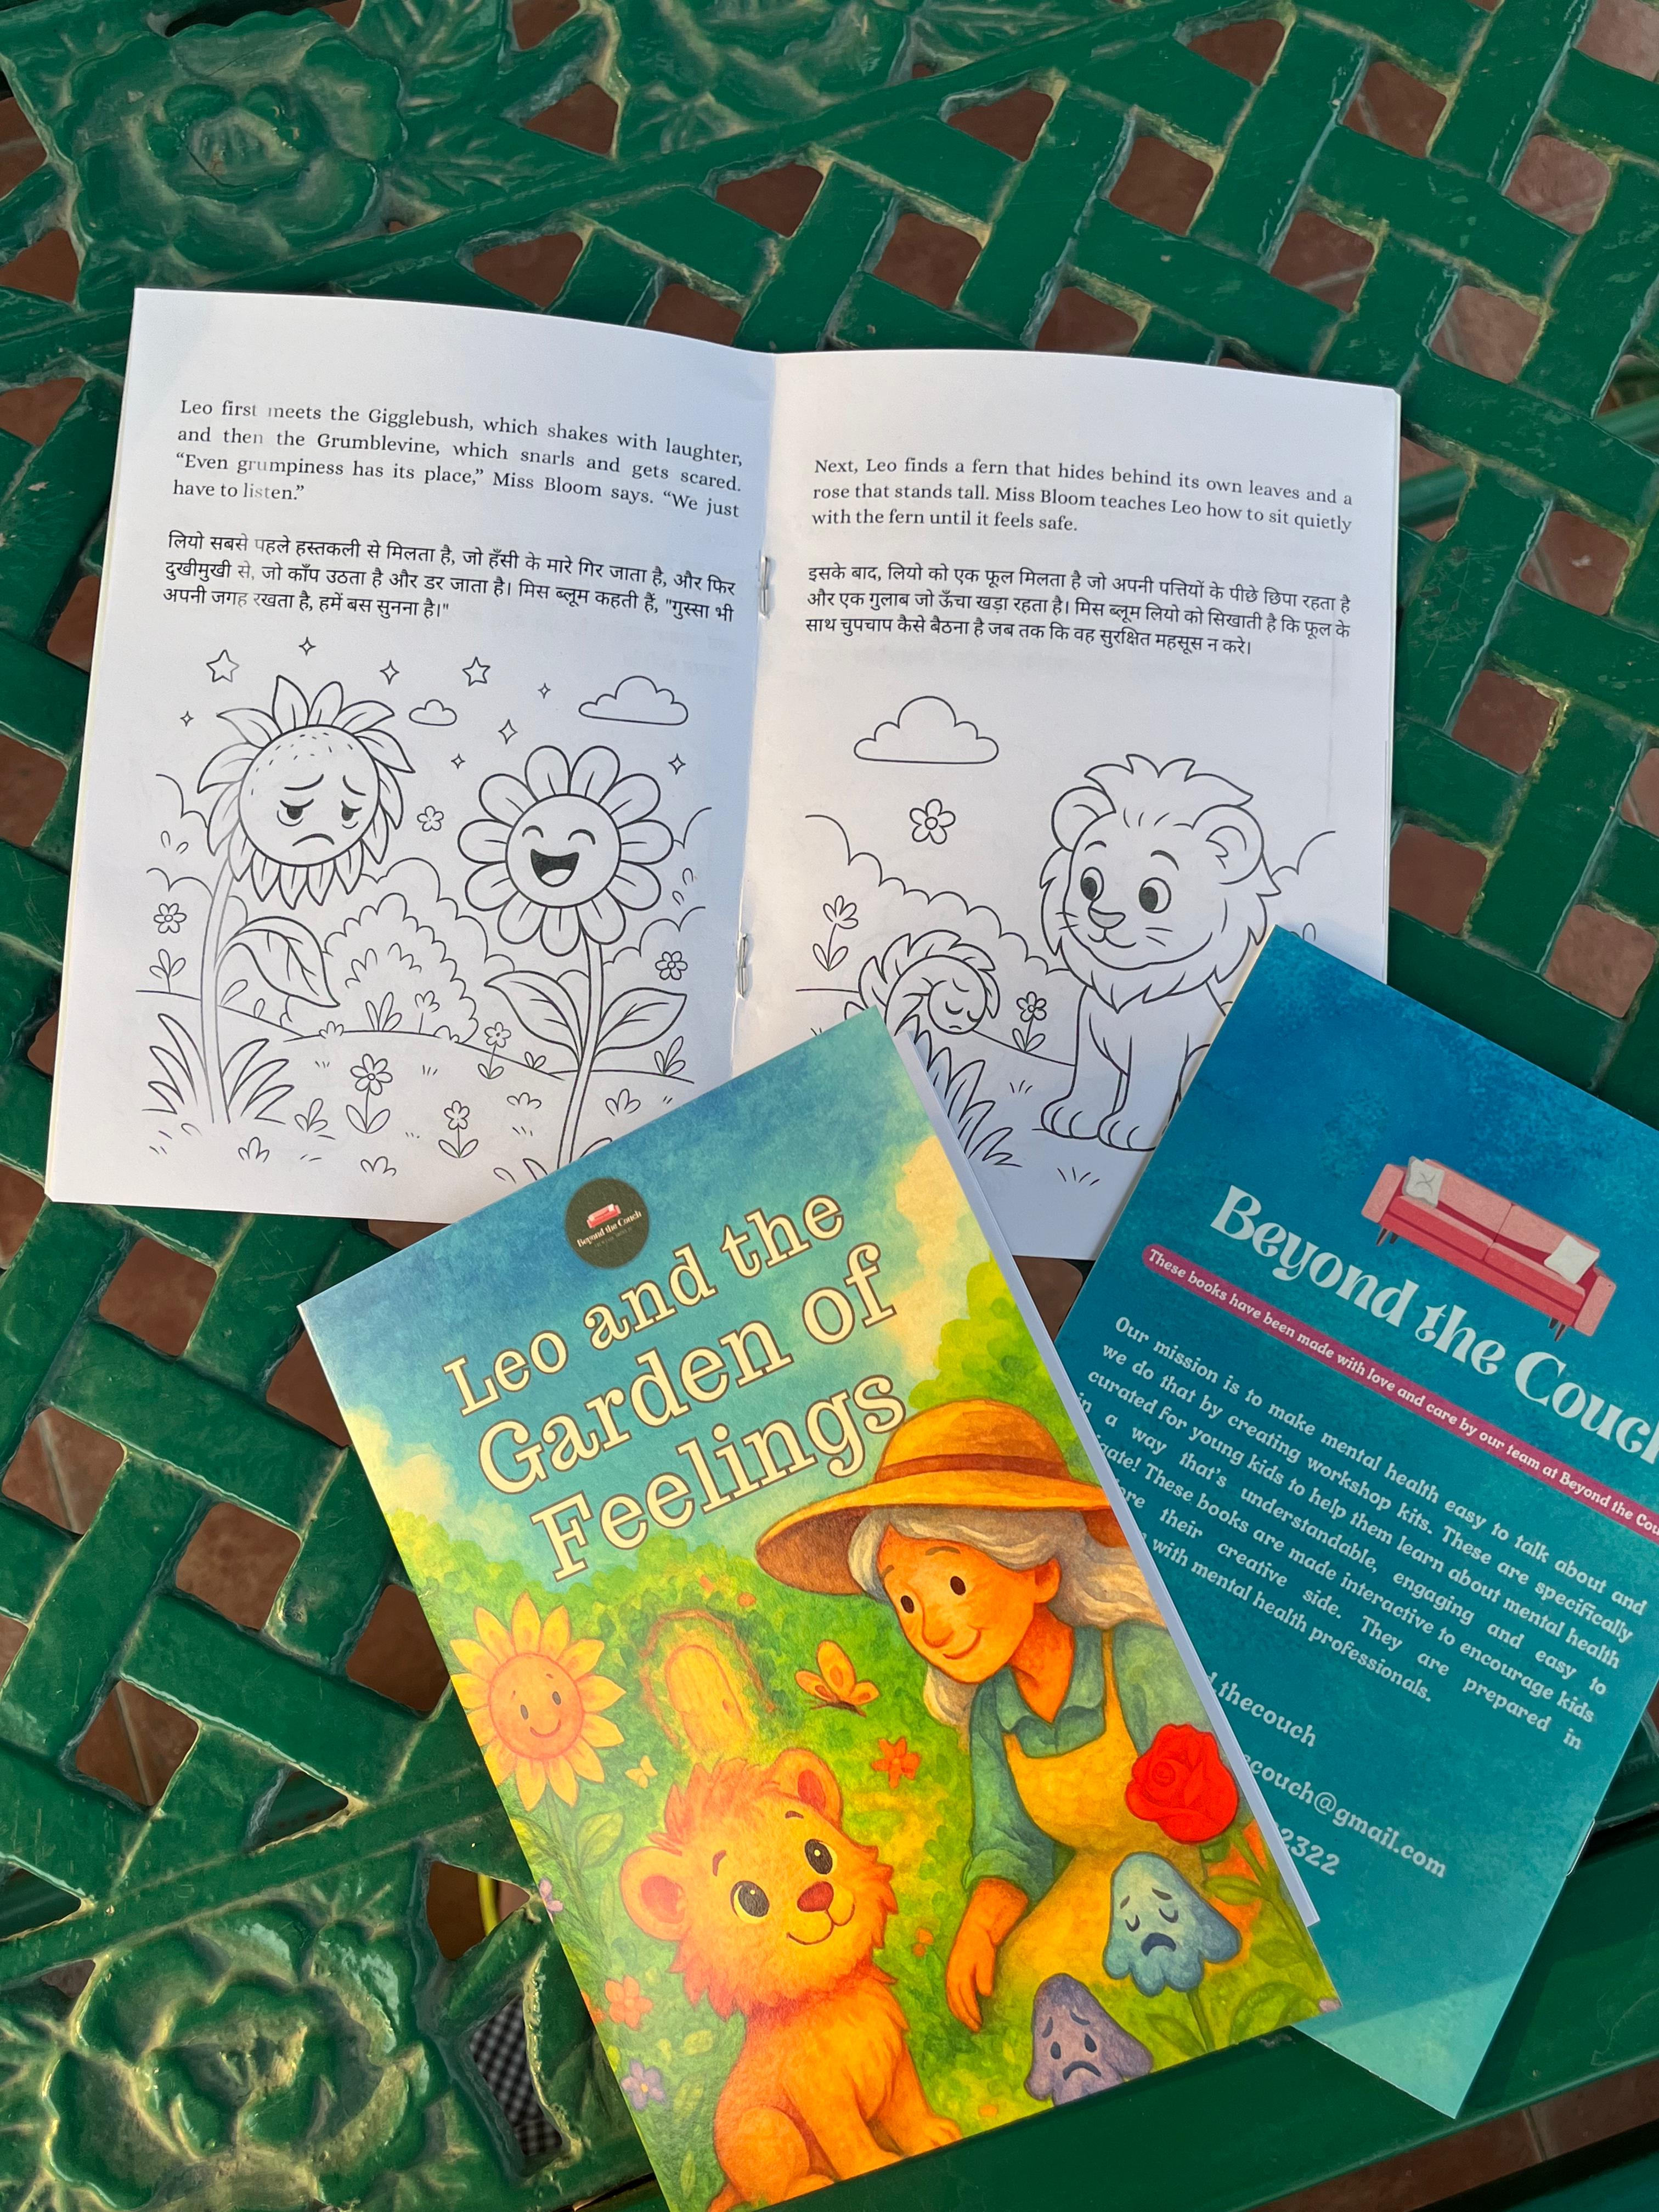 Leo first meets the Gigglebush, which shakes with laughter,
and then the Grumblevine, which snarls and gets scared.
“Even grumpiness has its place,” Miss Bloom says. “We just
have to listen.”
लियो सबसे पहले हस्तकली से मिलता है, जो हँसी के मारे गिर जाता है, और फिर
दुखीमुखी से, जो काँप उठता है और डर जाता है। मिस ब्लूम कहती हैं, "गुस्सा भी
अपनी जगह रखता है, हमें बस सुनना है।"
Next, Leo finds a fern that hides behind its own leaves and a
rose that stands tall. Miss Bloom teaches Leo how to sit quietly
with the fern until it feels safe.
इसके बाद, लियो को एक फूल मिलता है जो अपनी पत्तियों के पीछे छिपा रहता है
और एक गुलाब जो ऊँचा खड़ा रहता है। मिस ब्लूम लियो को सिखाती है कि फूल के
साथ चुपचाप कैसे बैठना है जब तक कि वह सुरक्षित महसूस न करे।
Beyond the Couch
Leo and the
Garden of
Feelings
Beyond the Couch
These books have been made with love and care by our team at Beyond the Cou
Our mission is to make mental health easy to talk about and
we do that by creating workshop kits. These are specifically
curated for young kids to help them learn about mental health
in a way that's understandable, engaging and easy to
igate! These books are made interactive to encourage kids
ore their creative side. They are prepared in
with mental health professionals.
.thecouch
couch@gmail.com
2322